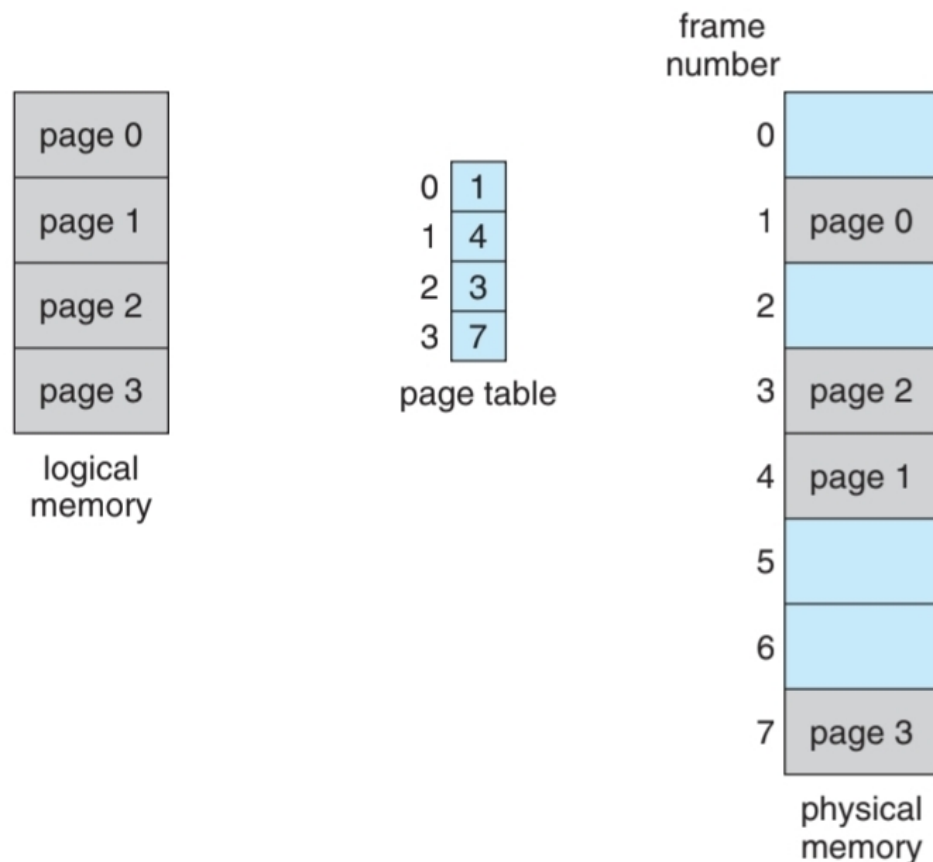 frame
number
page 0
page 1
page 2
page 3
logical
memory
0 1
1 4
2 3
3 7
page table
0
1 page 0
2
3 page 2
4 page 1
5
6
7 page 3
physical
memory